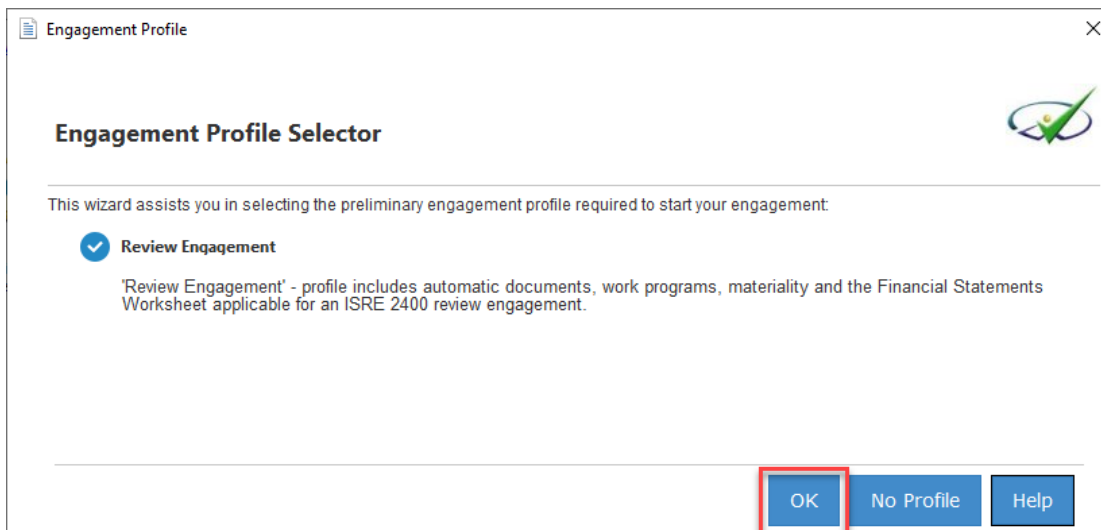 Engagement Profile
Engagement Profile Selector
This wizard assists you in selecting the preliminary engagement profile required to start your engagement:
Review Engagement
'Review Engagement' - profile includes automatic documents, work programs, materiality and the Financial Statements
Worksheet applicable for an ISRE 2400 review engagement.
OK No Profile Help